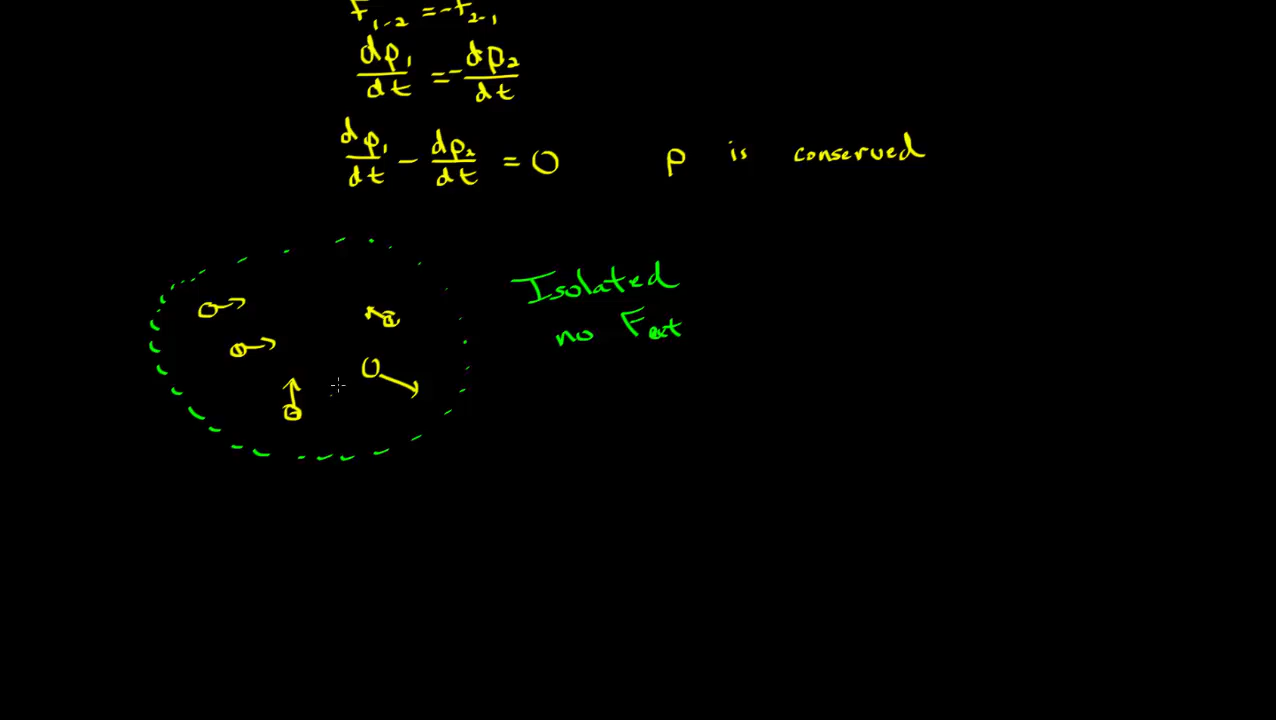 F₁₋₂ = -F₂₋₁
dp₁/dt = -dp₂/dt
dp₁/dt - dp₂/dt = 0 p is conserved
Isolated
no Fext